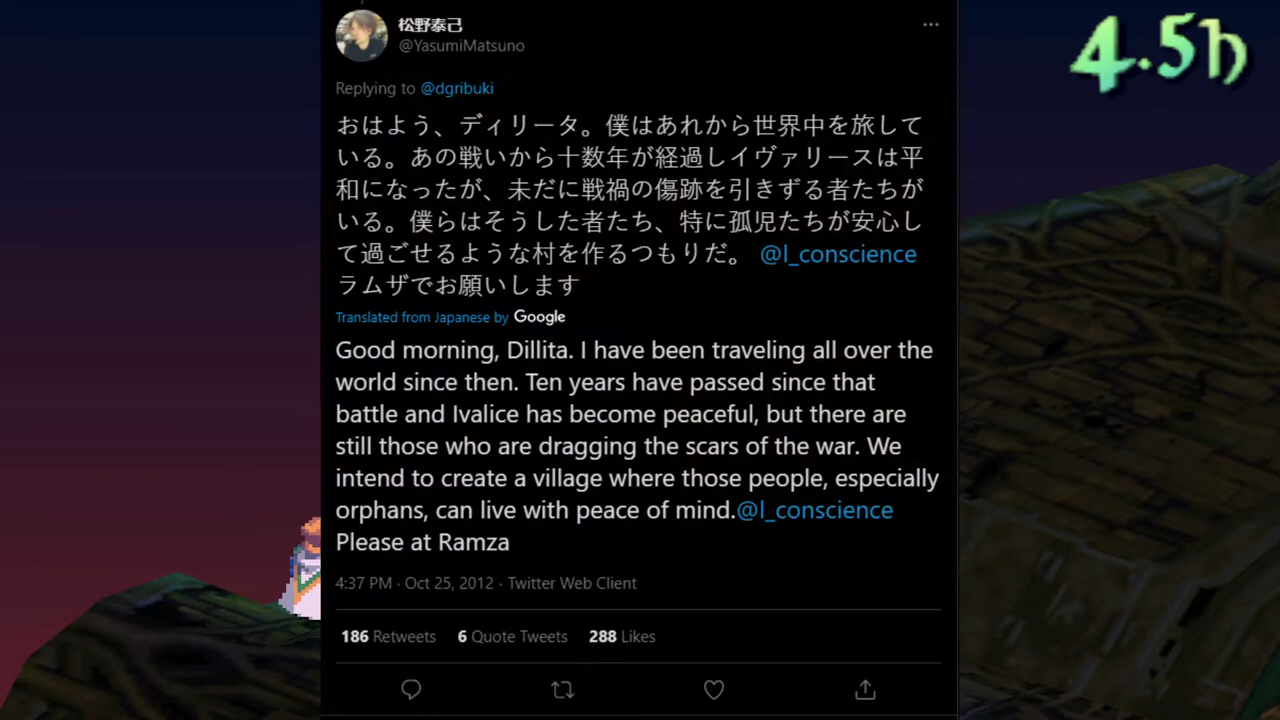 松野泰己
@YasumiMatsuno
4.5h
Replying to @dgribuki
おはよう、ディリータ。僕はあれから世界中を旅して
いる。あの戦いから十数年が経過しイヴァリースは平
和になったが、未だに戦禍の傷跡を引きずる者たちが
いる。僕らはそうした者たち、特に孤児たちが安心し
て過ごせるような村を作るつもりだ。 @l_conscience
ラムザでお願いします
Translated from Japanese by Google
Good morning, Dillita. I have been traveling all over the
world since then. Ten years have passed since that
battle and Ivalice has become peaceful, but there are
still those who are dragging the scars of the war. We
intend to create a village where those people, especially
orphans, can live with peace of mind.@l_conscience
Please at Ramza
4:37 PM · Oct 25, 2012 · Twitter Web Client
186 Retweets 6 Quote Tweets 288 Likes